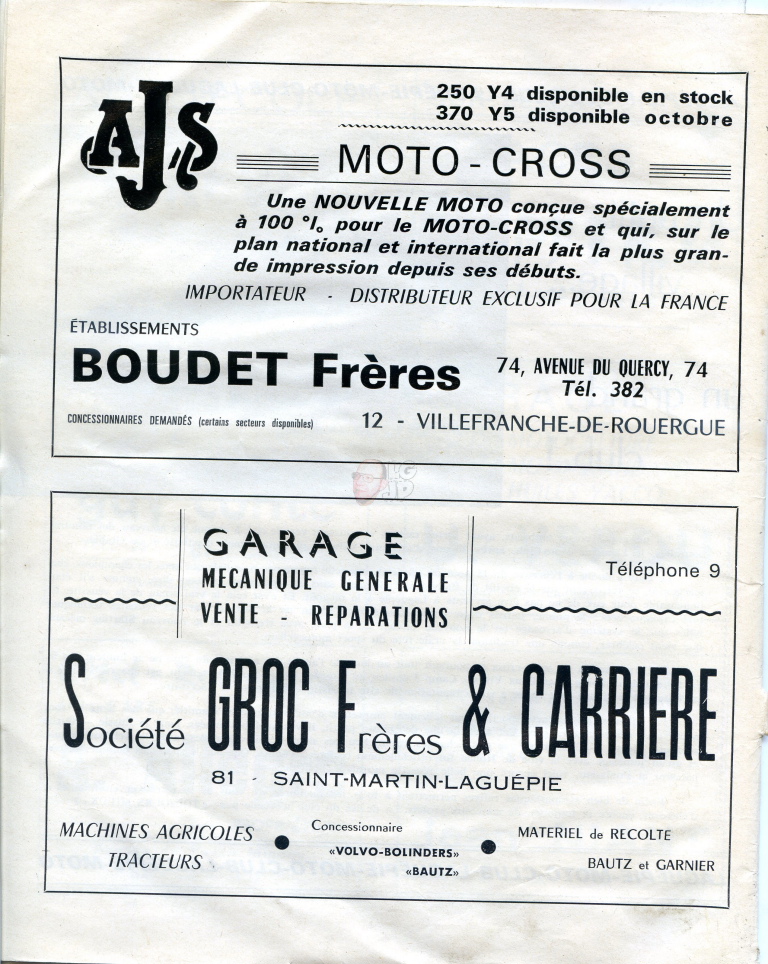 AJS
250 Y4 disponible en stock
370 Y5 disponible octobre
MOTO - CROSS
Une NOUVELLE MOTO conçue spécialement
à 100 °/ₒ pour le MOTO-CROSS et qui, sur le
plan national et international fait la plus gran-
de impression depuis ses débuts.
IMPORTATEUR - DISTRIBUTEUR EXCLUSIF POUR LA FRANCE
ÉTABLISSEMENTS
BOUDET Frères
74, AVENUE DU QUERCY, 74
Tél. 382
CONCESSIONNAIRES DEMANDÉS (certains secteurs disponibles)
12 - VILLEFRANCHE-DE-ROUERGUE
LG
JP
GARAGE
MECANIQUE GENERALE
VENTE - REPARATIONS
Téléphone 9
Société GROC Frères & CARRIERE
81 - SAINT-MARTIN-LAGUÉPIE
MACHINES AGRICOLES
TRACTEURS
Concessionnaire
«VOLVO-BOLINDERS»
«BAUTZ»
MATERIEL de RECOLTE
BAUTZ et GARNIER